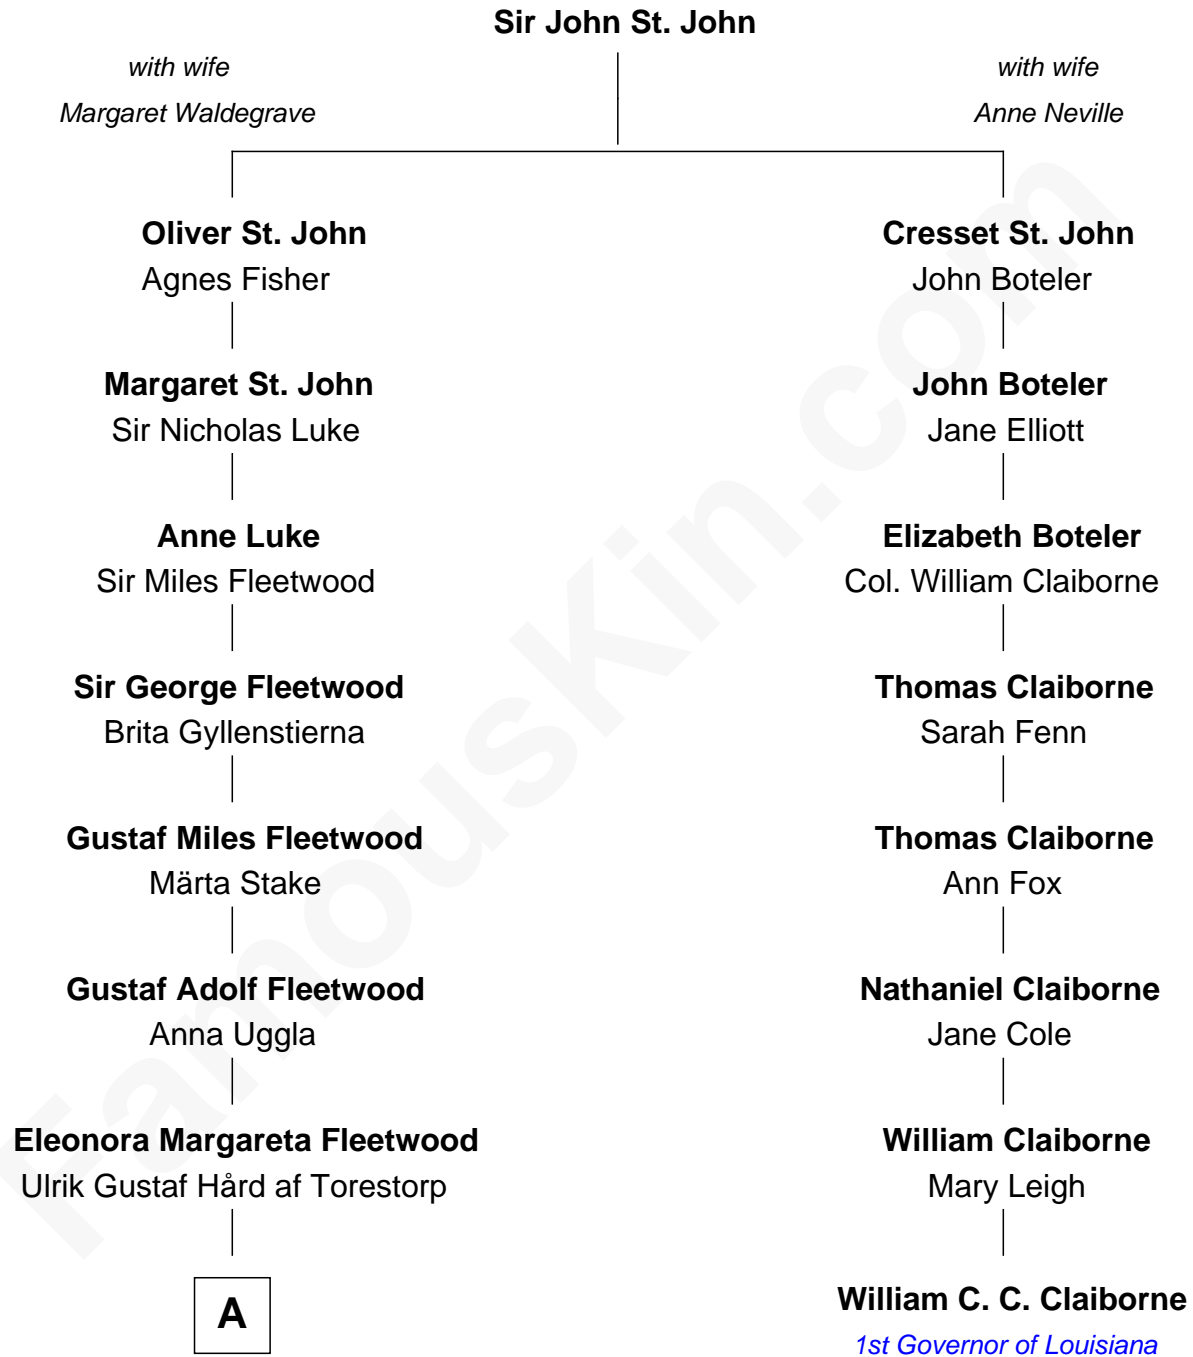 Sir John St. John
with wife
Margaret Waldegrave
with wife
Anne Neville
Oliver St. John
Agnes Fisher
Cresset St. John
John Boteler
Margaret St. John
Sir Nicholas Luke
John Boteler
Jane Elliott
Anne Luke
Sir Miles Fleetwood
Elizabeth Boteler
Col. William Claiborne
Sir George Fleetwood
Brita Gyllenstierna
Thomas Claiborne
Sarah Fenn
Gustaf Miles Fleetwood
Märta Stake
Thomas Claiborne
Ann Fox
Gustaf Adolf Fleetwood
Anna Uggla
Nathaniel Claiborne
Jane Cole
Eleonora Margareta Fleetwood
Ulrik Gustaf Hård af Torestorp
William Claiborne
Mary Leigh
A
William C. C. Claiborne
1st Governor of Louisiana
FamousKin.com